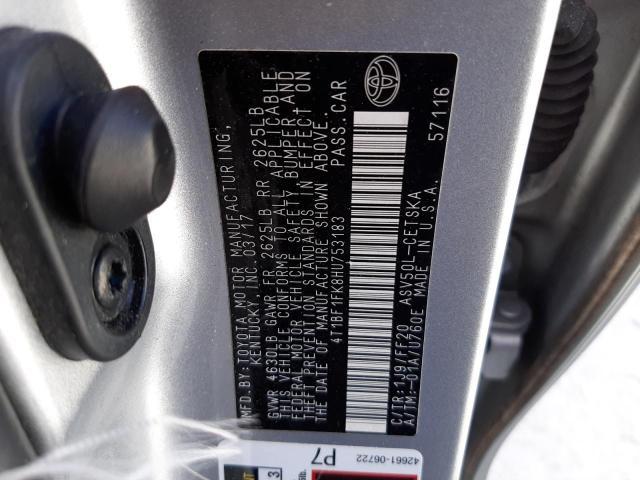 MFD.BY:TOYOTA MOTOR MANUFACTURING,
KENTUCKY, INC. 03/17
GVWR 4630LB GAWR FR 2625LB RR 2625LB
THIS VEHICLE CONFORMS TO ALL APPLICABLE
FEDERAL MOTOR VEHICLE SAFETY, BUMPER AND
THEFT PREVENTION STANDARDS IN EFFECT ON
THE DATE OF MANUFACTURE SHOWN ABOVE.
4T1BF1FK8HU753183 PASS.CAR
C/TR:1J9/FE20 ASV50L-CETSKA
A/TM:-01A/U760E MADE IN U.S.A.
57116
42661-06722
P7
3